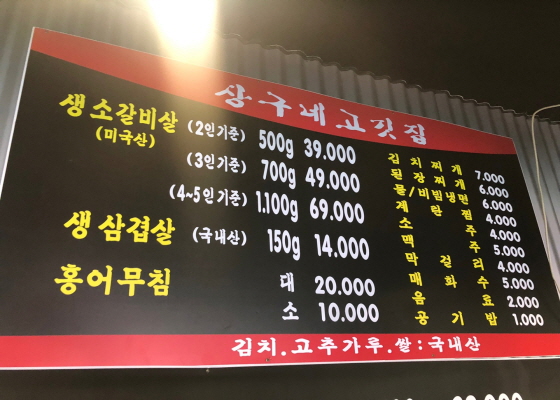 상구네고깃집
생소갈비살 (2인기준) 500g 39.000
(미국산)
(3인기준) 700g 49.000
(4~5인기준) 1.100g 69.000
생삼겹살 (국내산) 150g 14.000
홍어무침 대 20.000
소 10.000
김치찌개 7.000
된장찌개 6.000
물/비빔냉면 6.000
계란찜 4.000
소주 4.000
맥주 5.000
막걸리 4.000
매화수 5.000
음료 2.000
공기밥 1.000
김치.고추가루.쌀:국내산